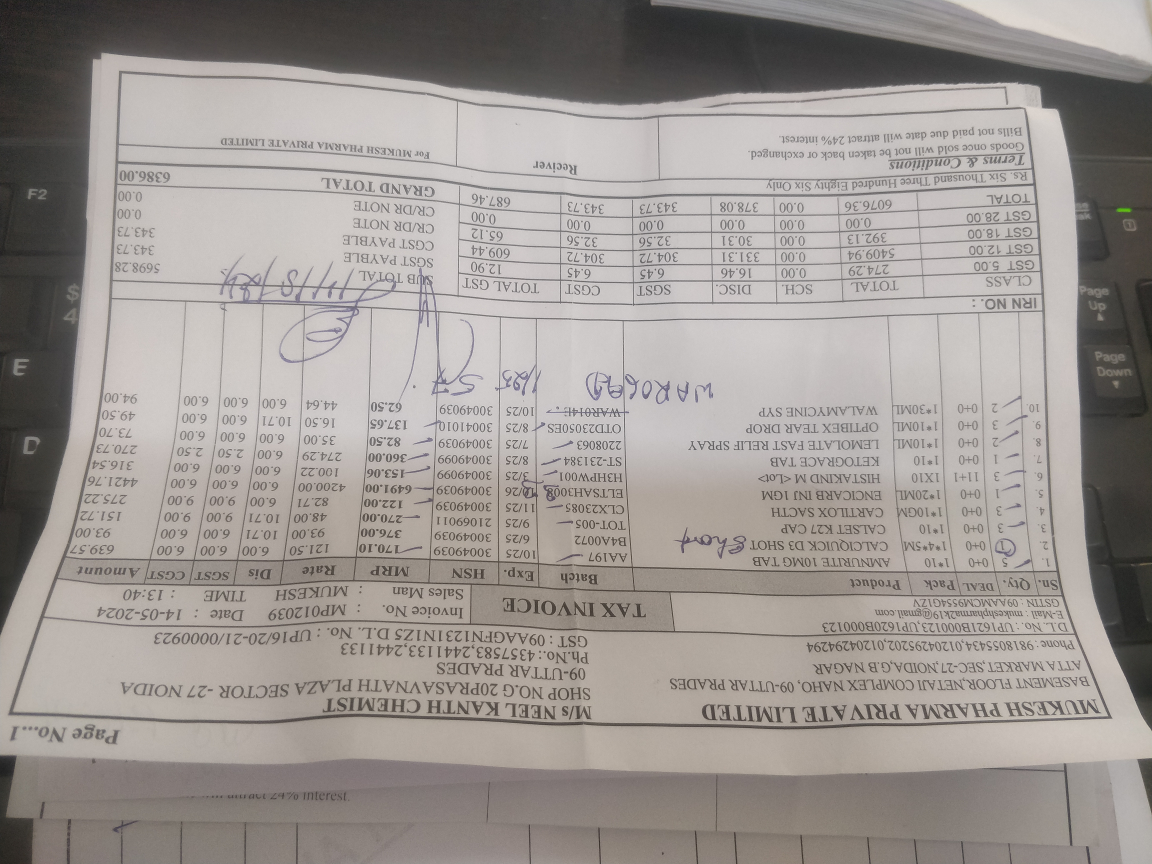 Page No...1
MUKESH PHARMA PRIVATE LIMITED
BASEMENT FLOOR,NETAJI COMPLEX NAHO, 09-UTTAR PRADES
ATTA MARKET,SEC-27,NOIDA,G.B.NAGAR
Phone: 9818055434,01204295202,01204294294
D.L. No. : UP1621B000123,UP1620B000123
E-Mail : mukeshpharma2k19@gmail.com
GSTIN : 09AAMCM9554G1ZV
M/s NEEL KANTH CHEMIST
SHOP NO.G 20PRASAVNATH PLAZA SECTOR -27 NOIDA
09-UTTAR PRADES
Ph.No.: 4357583,2441133,2441133
GST : 09AAGFN1231N1Z5 D.L. No. : UP16/20-21/0000923
TAX INVOICE
Invoice No. : MP012039 Date : 14-05-2024
Sales Man : MUKESH TIME : 13:40
Sn. Qty. DEAL Pack Product Batch Exp. HSN MRP Rate Dis SGST CGST Amount
1. 5 0+0 1*10 AMNURITE 10MG TAB AA197 10/25 30049039 170.10 121.50 6.00 6.00 6.00 639.57
2. 1 0+0 1*4*5M CALCIQUICK D3 SHOT Short B4A0072 6/25 30049039 376.00 93.00 10.71 6.00 6.00 93.00
3. 3 0+0 1*10 CALSET K27 CAP TOT-005 9/25 21069011 270.00 48.00 10.71 9.00 9.00 151.72
4. 3 0+0 1*100M CARTILOX SACTH CLX23085 11/25 30049039 122.00 82.71 6.00 9.00 9.00 275.22
5. 1 0+0 1*20ML ENCICARB INJ 1GM 30049039 6491.00 4200.00 6.00 6.00 6.00 4421.76
6. 3 11+1 1X10 HISTAKIND M <Lo> H3HPW001 3/25 30049099 153.06 100.22 6.00 6.00 316.54
7. 1 0+0 1*10 KETOGRACE TAB ST-231384 8/25 30049099 360.00 274.29 6.00 2.50 2.50 270.73
8. 2 0+0 1*10ML LEMOLATE FAST RELIF SPRAY 2208063 7/25 30049039 82.50 35.00 6.00 6.00 73.70
9. 3 0+0 1*10ML OPTIBEX TEAR DROP OTD23050ES 8/25 30041010 137.65 16.50 10.71 6.00 6.00 49.50
10. 2 0+0 1*30ML WALAMYCINE SYP 10/25 30049039 62.50 44.64 6.00 6.00 6.00 94.00
IRN NO. :
CLASS TOTAL SCH. DISC. SGST CGST TOTAL GST
GST 5.00 274.29 0.00 16.46 6.45 6.45 12.90
GST 12.00 5409.94 0.00 331.31 304.72 304.72 609.44
GST 18.00 392.13 0.00 30.31 32.56 32.56 65.12
GST 28.00 0.00 0.00 0.00 0.00 0.00 0.00
TOTAL 6076.36 0.00 378.08 343.73 343.73 687.46
SUB TOTAL 5698.28
SGST PAYBLE 343.73
CGST PAYBLE 343.73
CR/DR NOTE 0.00
CR/DR NOTE 0.00
GRAND TOTAL 6386.00
Rs. Six Thousand Three Hundred Eighty Six Only
Terms & Conditions
Goods once sold will not be taken back or exchanged.
Bills not paid due date will attract 24% interest.
Reciver
For MUKESH PHARMA PRIVATE LIMITED
24% interest.
F2
E
D
$
4
Page
Up
Page
Down